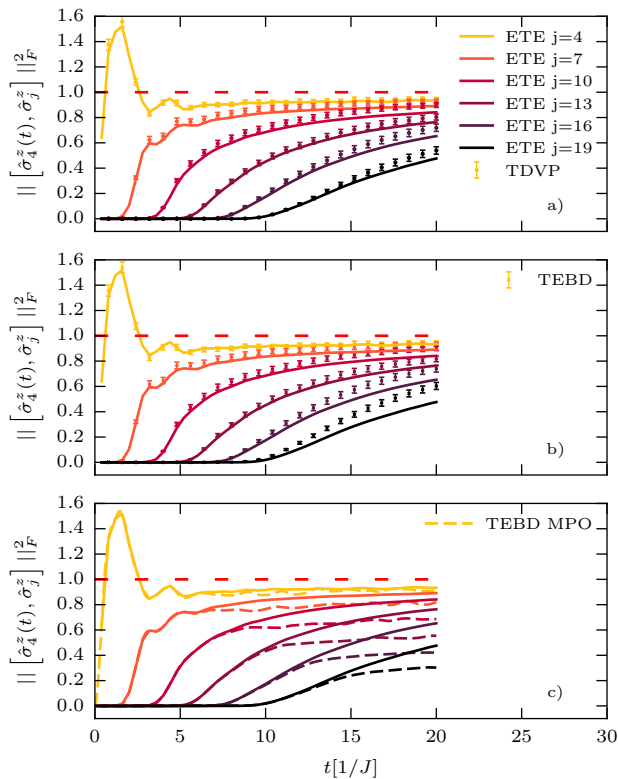 1.6
1.4
1.2
1.0
0.8
0.6
0.4
0.2
0.0
|| [σ̂₄ᶻ(t), σ̂ⱼᶻ] ||²_F
ETE j=4
ETE j=7
ETE j=10
ETE j=13
ETE j=16
ETE j=19
TDVP
a)
1.6
1.4
1.2
1.0
0.8
0.6
0.4
0.2
0.0
|| [σ̂₄ᶻ(t), σ̂ⱼᶻ] ||²_F
TEBD
b)
1.6
1.4
1.2
1.0
0.8
0.6
0.4
0.2
0.0
|| [σ̂₄ᶻ(t), σ̂ⱼᶻ] ||²_F
TEBD MPO
c)
0 5 10 15 20 25 30
t[1/J]